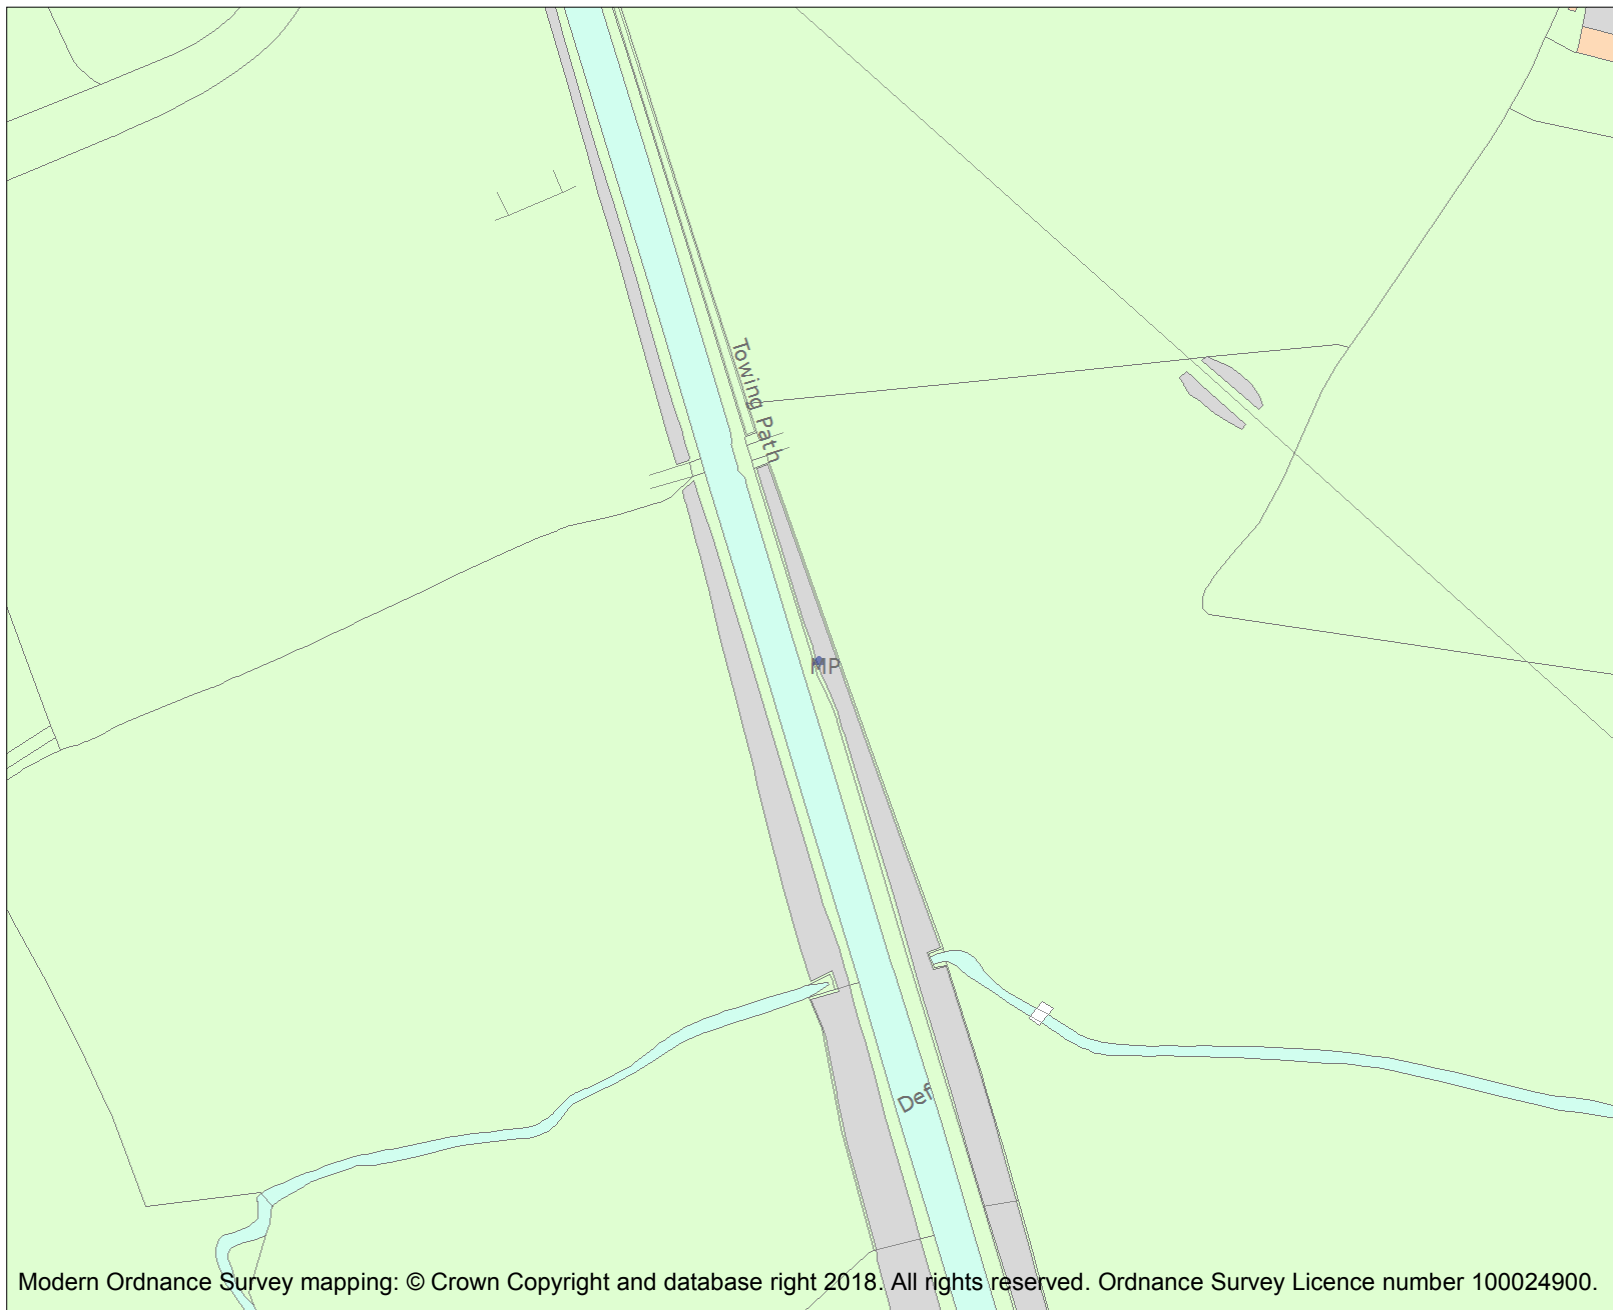 Towing Path
MP
Def
Modern Ordnance Survey mapping: © Crown Copyright and database right 2018. All rights reserved. Ordnance Survey Licence number 100024900.